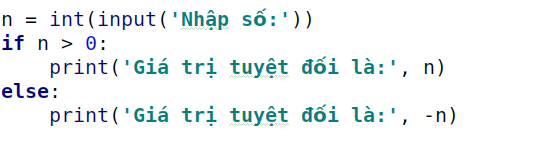 n = int(input('Nhập số:'))
if n > 0:
    print('Giá trị tuyệt đối là:', n)
else:
    print('Giá trị tuyệt đối là:', -n)